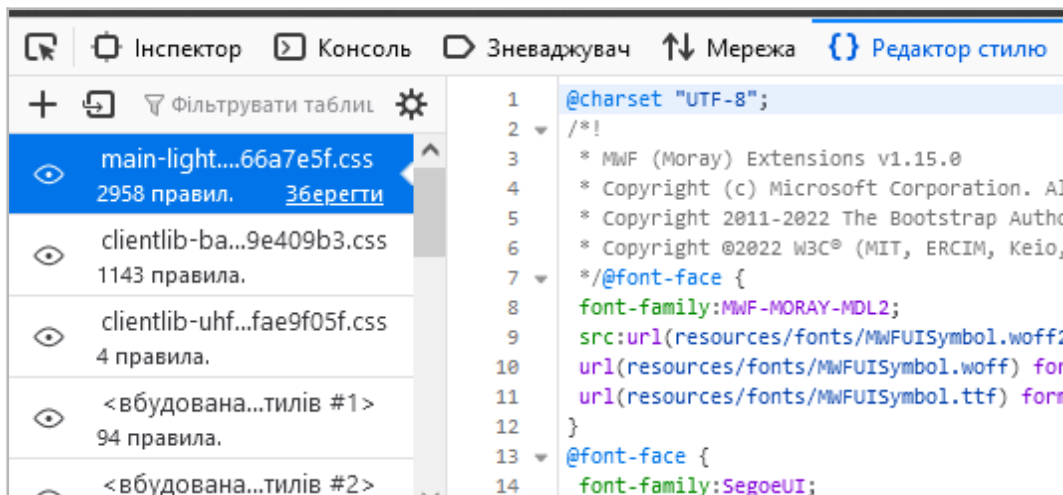 Інспектор Консоль Зневаджувач Мережа {} Редактор стилю
Фільтрувати таблиц
main-light....66a7e5f.css
2958 правил. Зберегти
clientlib-ba...9e409b3.css
1143 правила.
clientlib-uhf...fae9f05f.css
4 правила.
<вбудована...тилів #1>
94 правила.
<вбудована...тилів #2>
1 @charset "UTF-8";
2 /*!
3 * MWF (Moray) Extensions v1.15.0
4 * Copyright (c) Microsoft Corporation. Al
5 * Copyright 2011-2022 The Bootstrap Autho
6 * Copyright ©2022 W3C® (MIT, ERCIM, Keio,
7 */@font-face {
8 font-family:MWF-MORAY-MDL2;
9 src:url(resources/fonts/MWFUISymbol.woff2
10 url(resources/fonts/MWFUISymbol.woff) for
11 url(resources/fonts/MWFUISymbol.ttf) form
12 }
13 @font-face {
14 font-family:SegoeUI;